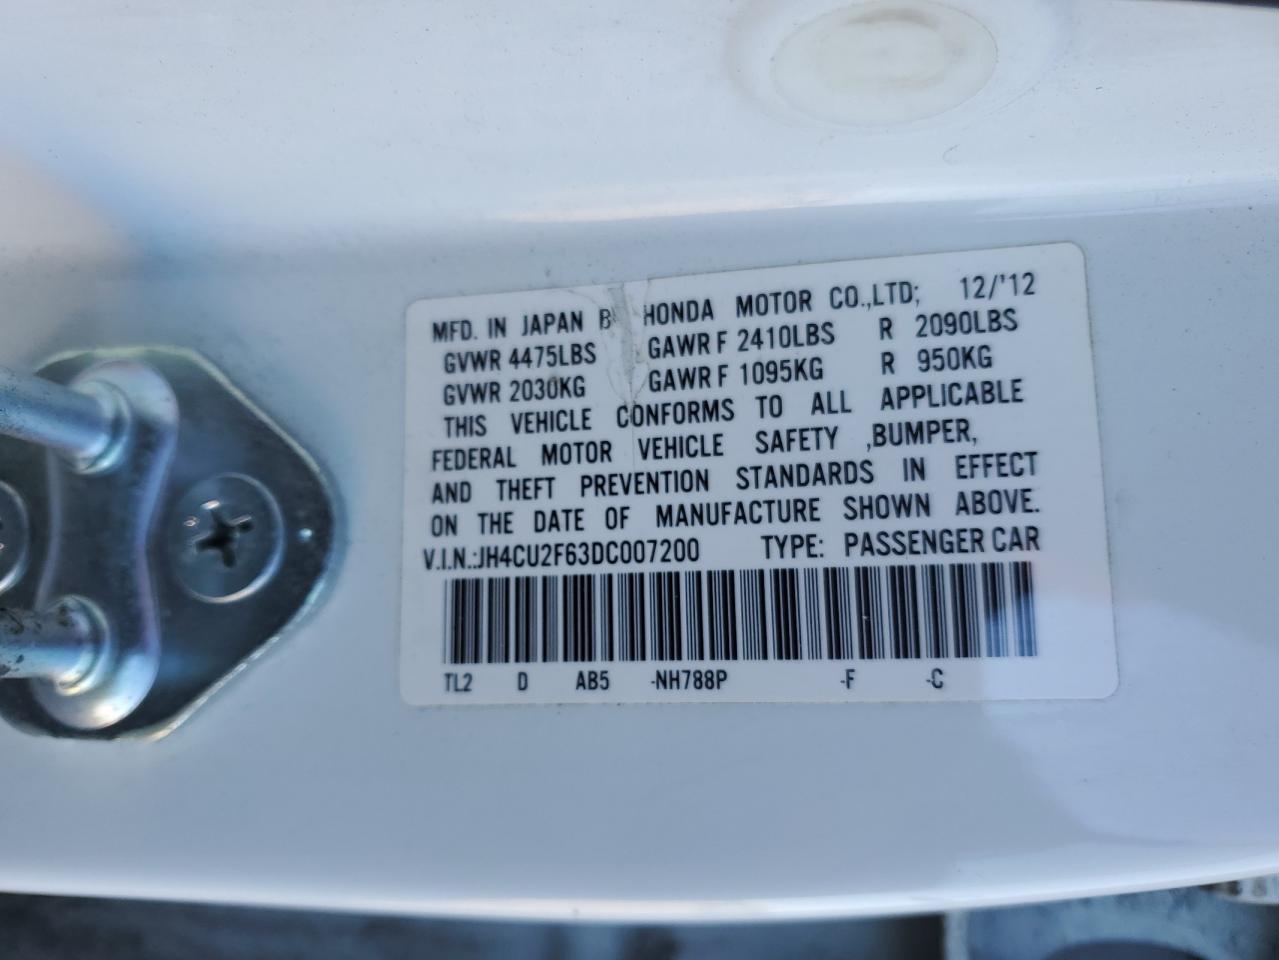 MFD. IN JAPAN B HONDA MOTOR CO.,LTD; 12/'12
GVWR 4475LBS GAWR F 2410LBS R 2090LBS
GVWR 2030KG GAWR F 1095KG R 950KG
THIS VEHICLE CONFORMS TO ALL APPLICABLE
FEDERAL MOTOR VEHICLE SAFETY ,BUMPER,
AND THEFT PREVENTION STANDARDS IN EFFECT
ON THE DATE OF MANUFACTURE SHOWN ABOVE.
V.I.N.:JH4CU2F63DC007200 TYPE: PASSENGER CAR
TL2 D AB5 -NH788P -F -C